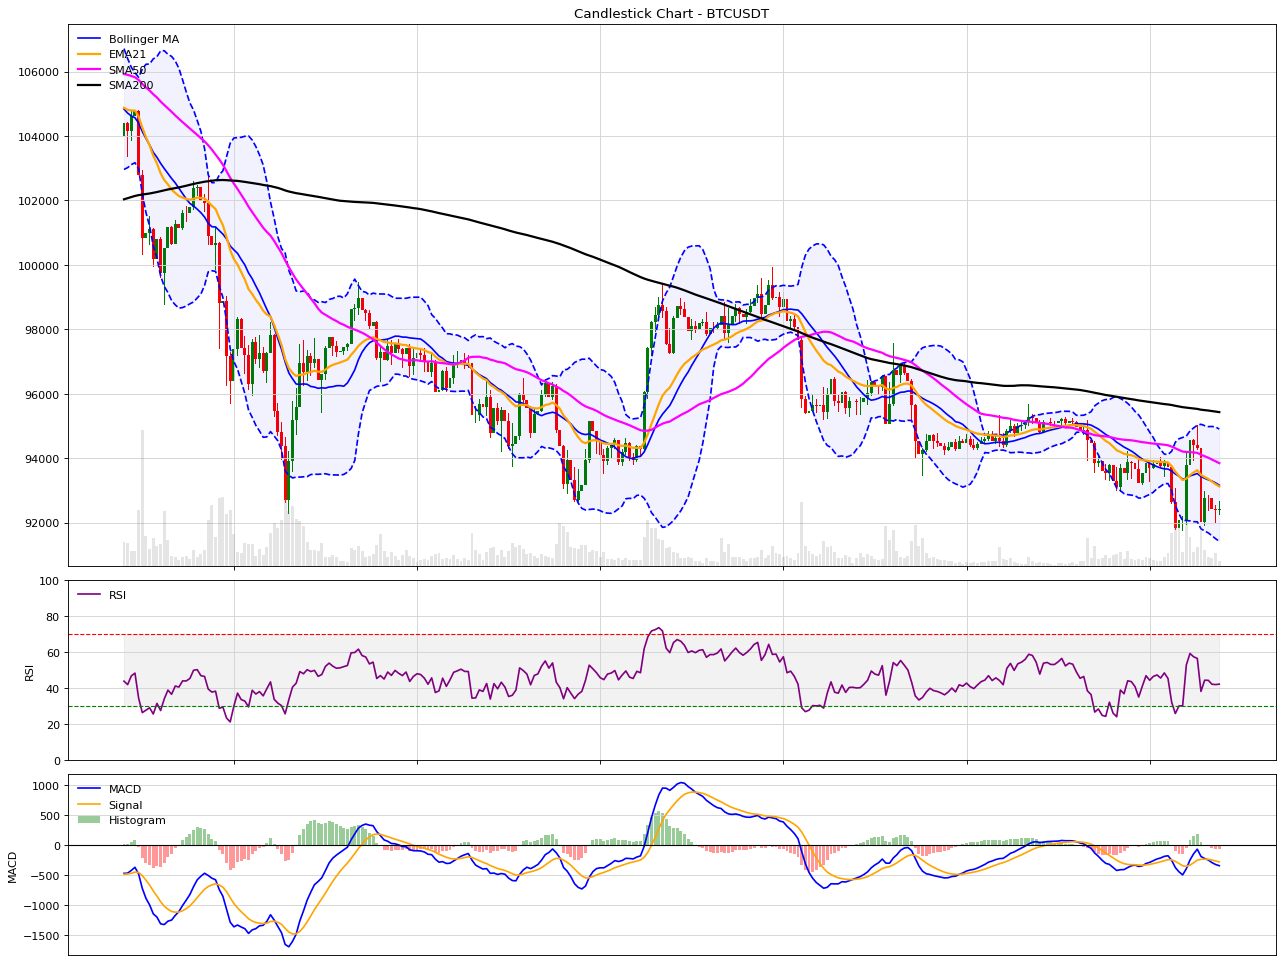 Candlestick Chart - BTCUSDT
Bollinger MA
EMA21
SMA50
SMA200
106000
104000
102000
100000
98000
96000
94000
92000
RSI
RSI
100
80
60
40
20
0
MACD
Signal
Histogram
MACD
1000
500
0
−500
−1000
−1500